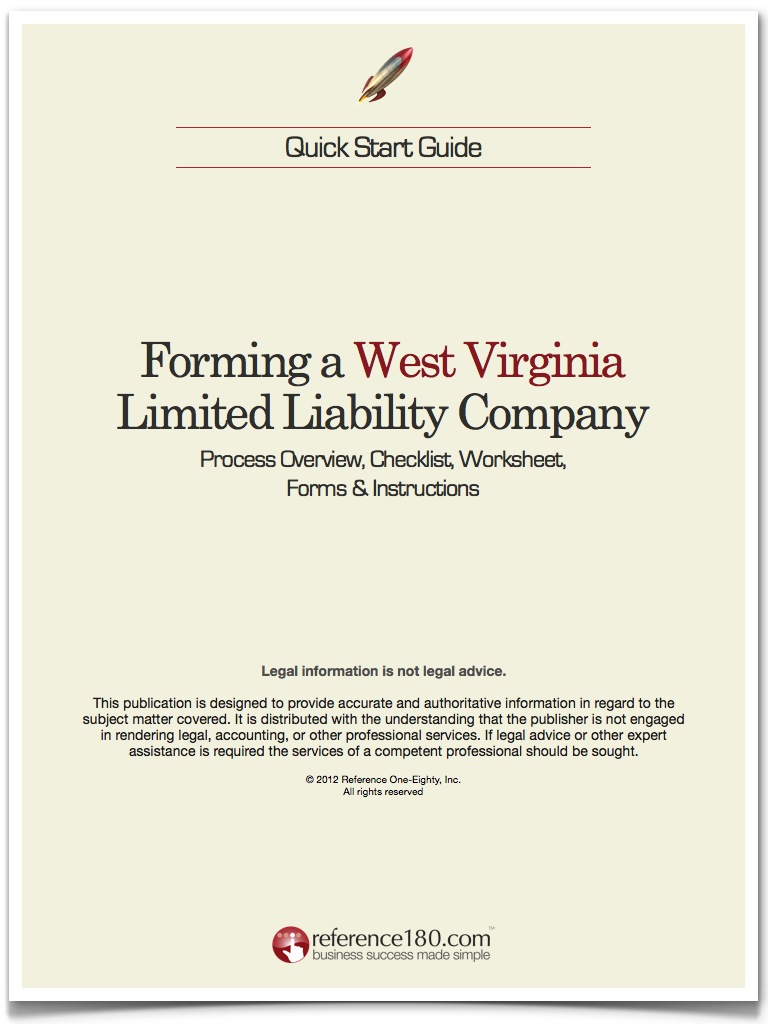 Quick Start Guide
Forming a West Virginia
Limited Liability Company
Process Overview, Checklist, Worksheet,
Forms & Instructions
Legal information is not legal advice.
This publication is designed to provide accurate and authoritative information in regard to the
subject matter covered. It is distributed with the understanding that the publisher is not engaged
in rendering legal, accounting, or other professional services. If legal advice or other expert
assistance is required the services of a competent professional should be sought.
© 2012 Reference One-Eighty, Inc.
All rights reserved
reference180.com™
business success made simple